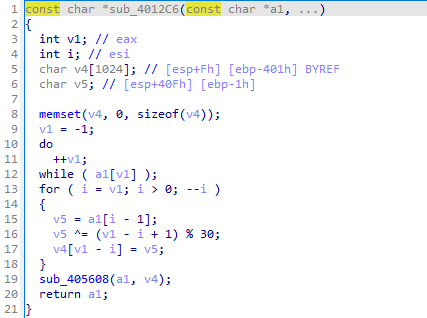 1 const char *sub_4012C6(const char *a1, ...)
2 {
3   int v1; // eax
4   int i; // esi
5   char v4[1024]; // [esp+Fh] [ebp-401h] BYREF
6   char v5; // [esp+40Fh] [ebp-1h]
7
8   memset(v4, 0, sizeof(v4));
9   v1 = -1;
10   do
11     ++v1;
12   while ( a1[v1] );
13   for ( i = v1; i > 0; --i )
14   {
15     v5 = a1[i - 1];
16     v5 ^= (v1 - i + 1) % 30;
17     v4[v1 - i] = v5;
18   }
19   sub_405608(a1, v4);
20   return a1;
21 }